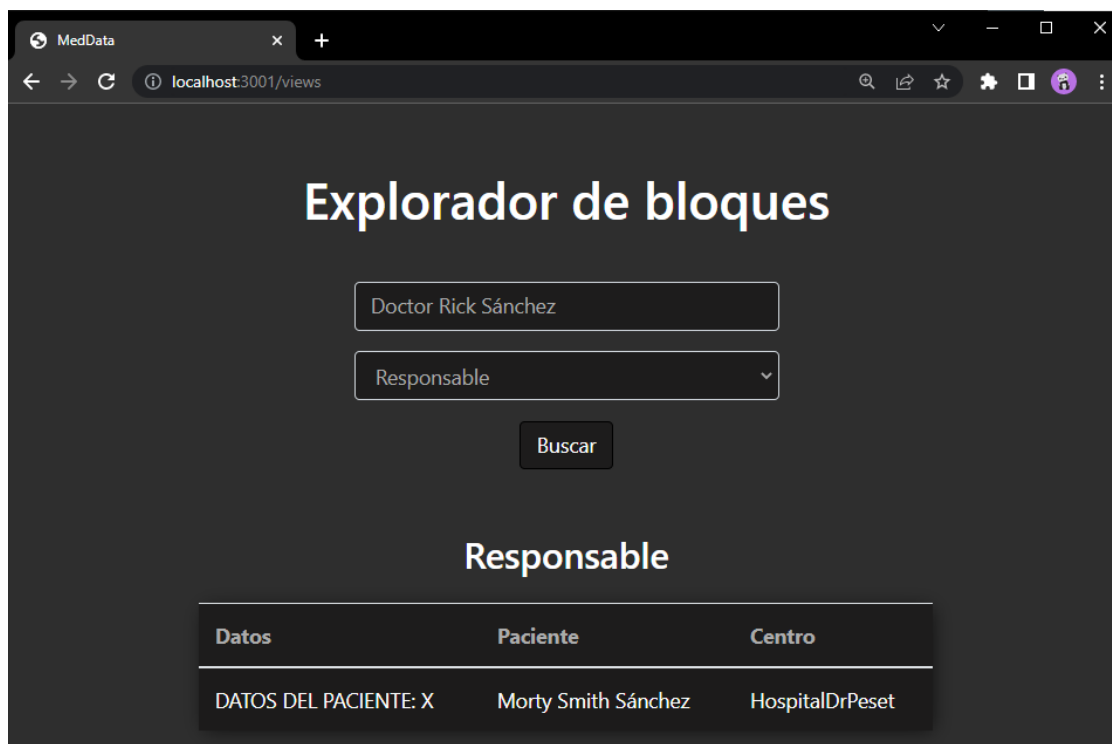 MedData
localhost:3001/views
Explorador de bloques
Doctor Rick Sánchez
Responsable
Buscar
Responsable
Datos Paciente Centro
DATOS DEL PACIENTE: X Morty Smith Sánchez HospitalDrPeset